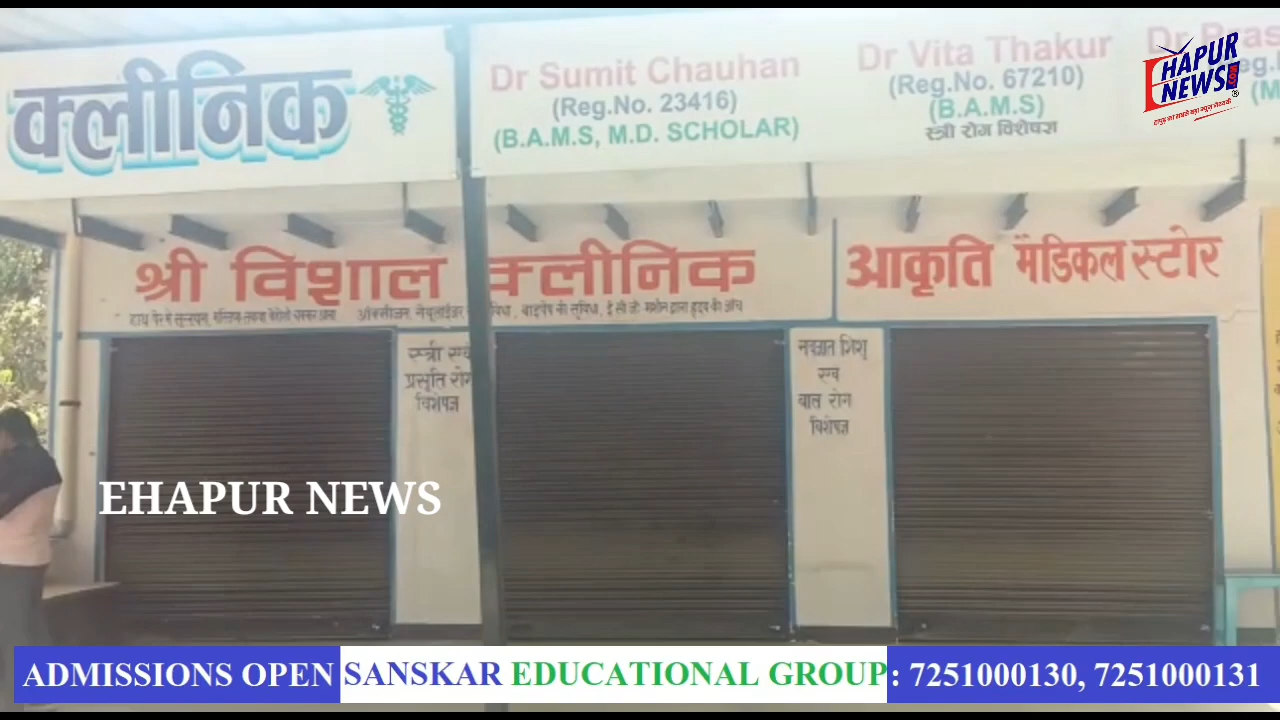 क्लीनिक
Dr Sumit Chauhan
(Reg.No. 23416)
(B.A.M.S, M.D. SCHOLAR)
Dr Vita Thakur
(Reg.No. 67210)
(B.A.M.S)
स्त्री रोग विशेषज्ञ
HAPUR
NEWS
श्री विशाल क्लीनिक
आकृति मैडिकल स्टोर
हाथ पैर में सुन्नपन,
स्त्री एवं
प्रसूति रोग
विशेषज्ञ
नवजात शिशु
एवं
बाल रोग
विशेषज्ञ
EHAPUR NEWS
ADMISSIONS OPEN SANSKAR EDUCATIONAL GROUP : 7251000130, 7251000131